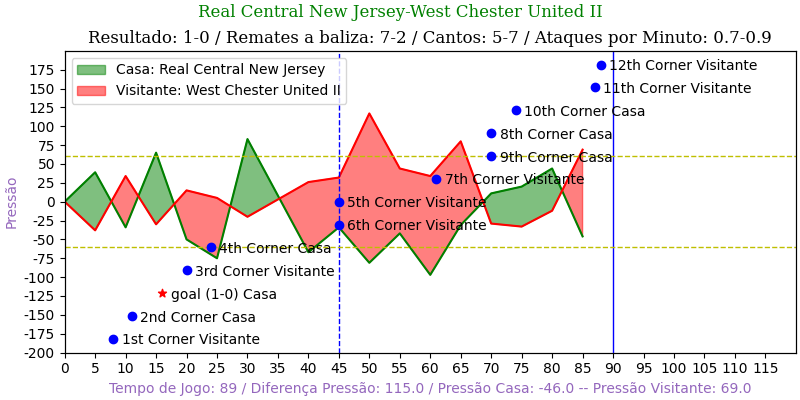 Real Central New Jersey-West Chester United II
Resultado: 1-0 / Remates a baliza: 7-2 / Cantos: 5-7 / Ataques por Minuto: 0.7-0.9
Casa: Real Central New Jersey
Visitante: West Chester United II
Pressão
175
150
125
100
75
50
25
0
-25
-50
-75
-100
-125
-150
-175
-200
12th Corner Visitante
11th Corner Visitante
10th Corner Casa
8th Corner Casa
9th Corner Casa
7th Corner Visitante
5th Corner Visitante
6th Corner Visitante
4th Corner Casa
3rd Corner Visitante
goal (1-0) Casa
2nd Corner Casa
1st Corner Visitante
0 5 10 15 20 25 30 35 40 45 50 55 60 65 70 75 80 85 90 95 100 105 110 115
Tempo de Jogo: 89 / Diferença Pressão: 115.0 / Pressão Casa: -46.0 -- Pressão Visitante: 69.0